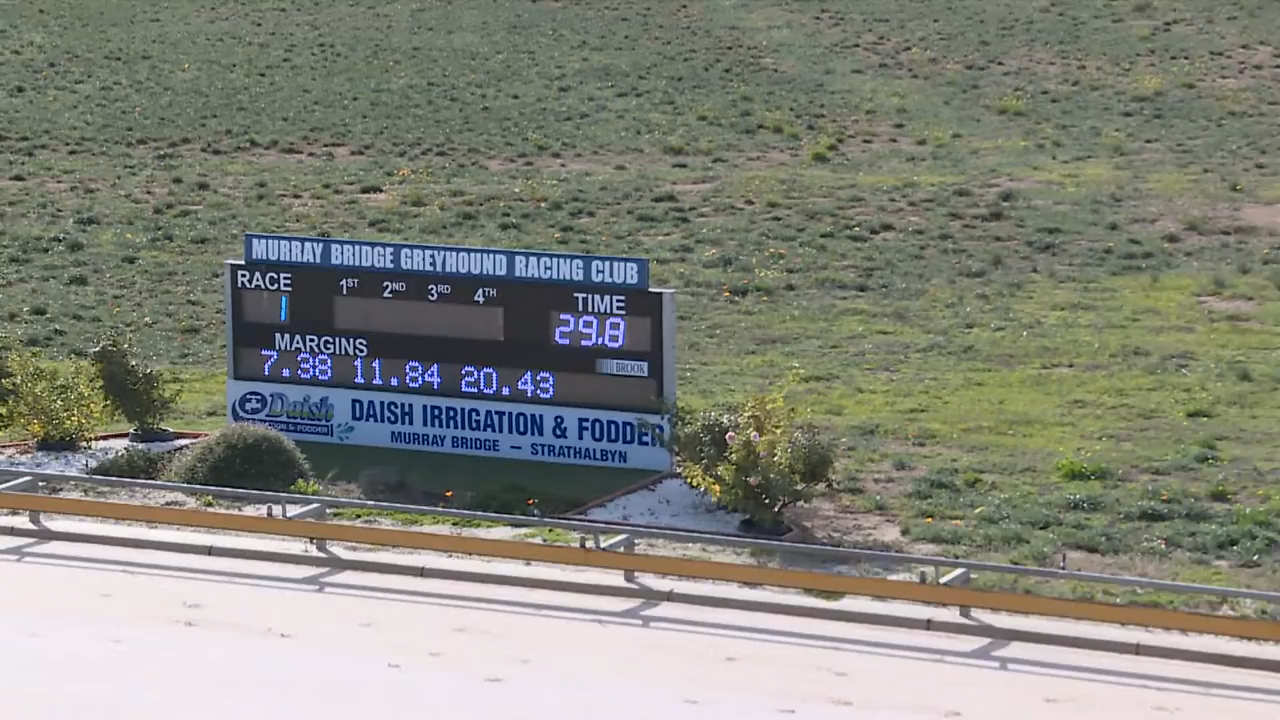 MURRAY BRIDGE GREYHOUND RACING CLUB
RACE 1ST 2ND 3RD 4TH TIME
1 29.8
MARGINS
7.38 11.84 20.43
BROOK
Daish
& FODDER
DAISH IRRIGATION & FODDER
MURRAY BRIDGE — STRATHALBYN